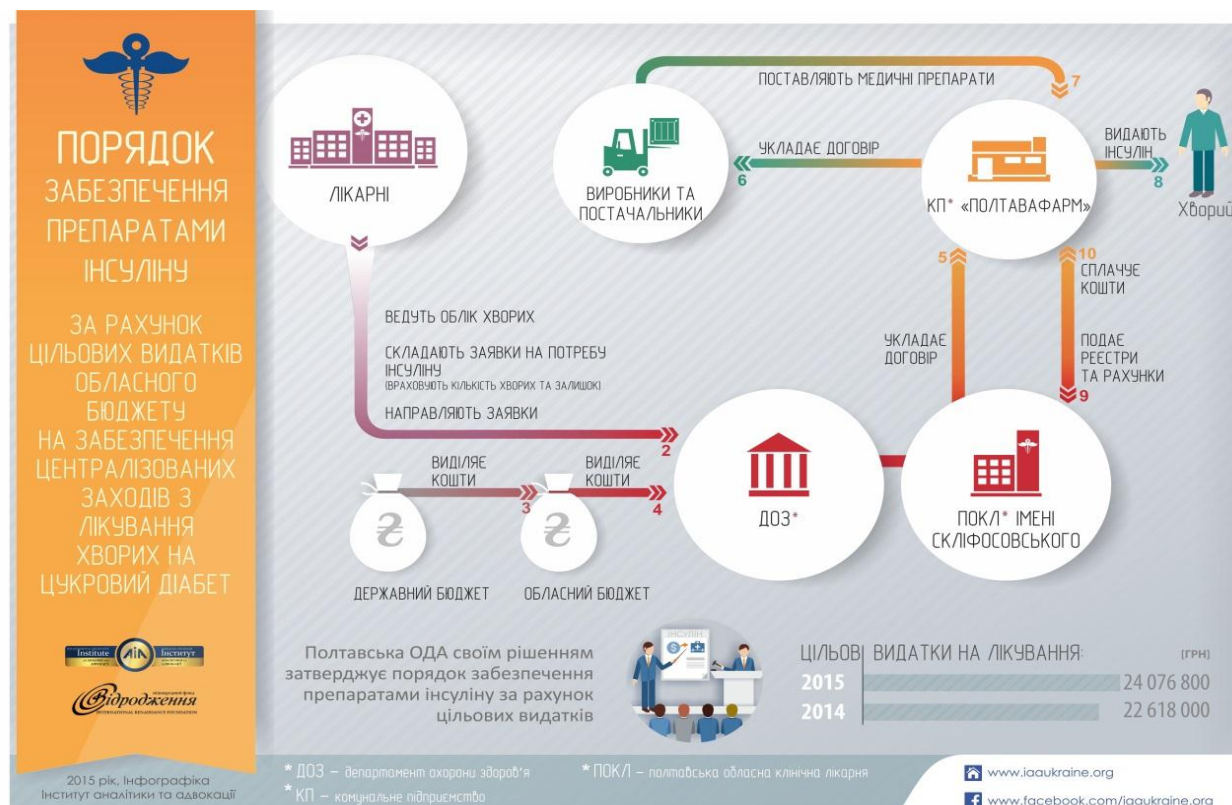 ПОРЯДОК
ЗАБЕЗПЕЧЕННЯ
ПРЕПАРАТАМИ
ІНСУЛІНУ
ЗА РАХУНОК
ЦІЛЬОВИХ ВИДАТКІВ
ОБЛАСНОГО
БЮДЖЕТУ
НА ЗАБЕЗПЕЧЕННЯ
ЦЕНТРАЛІЗОВАНИХ
ЗАХОДІВ З
ЛІКУВАННЯ
ХВОРИХ НА
ЦУКРОВИЙ ДІАБЕТ
Institute
АІА
Інститут
Відродження
INTERNATIONAL RENAISSANCE FOUNDATION
2015 рік, Інфографіка
Інститут аналітики та адвокації
ЛІКАРНІ
ВЕДУТЬ ОБЛІК ХВОРИХ
СКЛАДАЮТЬ ЗАЯВКИ НА ПОТРЕБУ
ІНСУЛІНУ
(ВРАХОВУЮТЬ КІЛЬКІСТЬ ХВОРИХ ТА ЗАЛИШОК)
НАПРАВЛЯЮТЬ ЗАЯВКИ
2
ВИРОБНИКИ ТА
ПОСТАЧАЛЬНИКИ
ПОСТАВЛЯЮТЬ МЕДИЧНІ ПРЕПАРАТИ
7
УКЛАДАЄ ДОГОВІР
6
КП* «ПОЛТАВАФАРМ»
ВИДАЮТЬ
ІНСУЛІН
8
Хворий
5
УКЛАДАЄ
ДОГОВІР
10
СПЛАЧУЄ
КОШТИ
ПОДАЄ
РЕЄСТРИ
ТА РАХУНКИ
9
ВИДІЛЯЄ
КОШТИ
3
ВИДІЛЯЄ
КОШТИ
4
₴
₴
ДЕРЖАВНИЙ БЮДЖЕТ
ОБЛАСНИЙ БЮДЖЕТ
ДОЗ*
ПОКЛ* ІМЕНІ
СКЛІФОСОВСЬКОГО
Полтавська ОДА своїм рішенням
затверджує порядок забезпечення
препаратами інсуліну за рахунок
цільових видатків
ІНСУЛІН
$
ЦІЛЬОВ ВИДАТКИ НА ЛІКУВАННЯ: (ГРН)
2015 24 076 800
2014 22 618 000
* ДОЗ – департамент охорони здоров'я
* КП – комунальне підприємство
* ПОКЛ – полтавська обласна клінічна лікарня
www.iaaukraine.org
www.facebook.com/iaaukraine.org